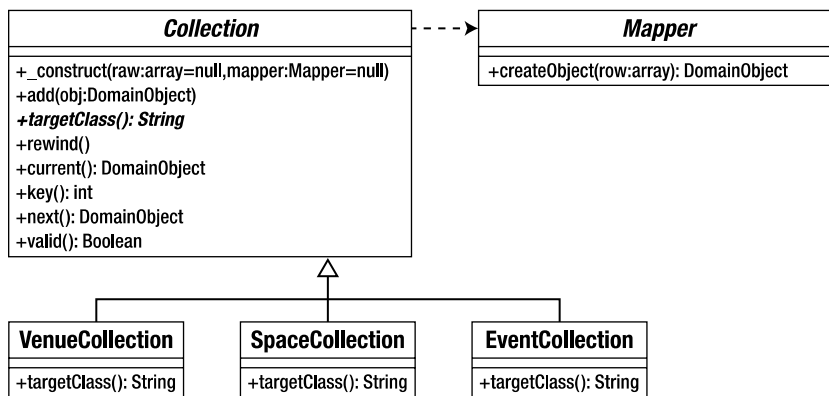 Collection
+_construct(raw:array=null,mapper:Mapper=null)
+add(obj:DomainObject)
+targetClass(): String
+rewind()
+current(): DomainObject
+key(): int
+next(): DomainObject
+valid(): Boolean
Mapper
+createObject(row:array): DomainObject
VenueCollection
+targetClass(): String
SpaceCollection
+targetClass(): String
EventCollection
+targetClass(): String